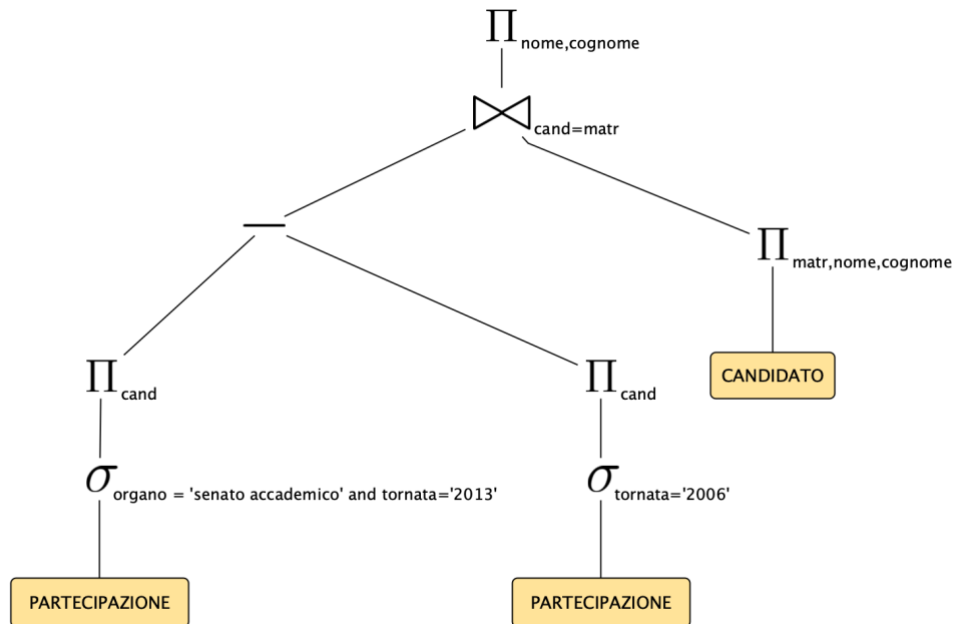 Π nome,cognome
⋈ cand=matr
—
Π matr,nome,cognome
Π cand
Π cand
CANDIDATO
σ organo = 'senato accademico' and tornata='2013'
σ tornata='2006'
PARTECIPAZIONE
PARTECIPAZIONE